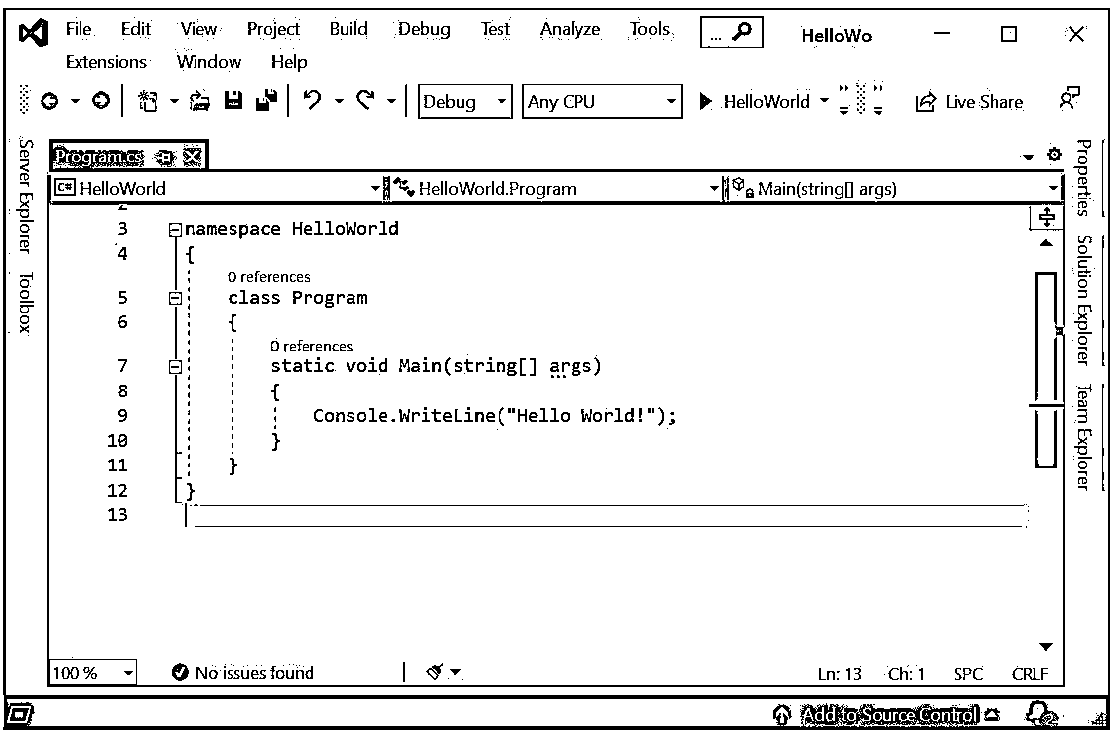 File Edit View Project Build Debug Test Analyze Tools ... HelloWo
Extensions Window Help
Debug Any CPU HelloWorld Live Share
Server Explorer
Toolbox
Program.cs
C# HelloWorld HelloWorld.Program Main(string[] args)
3 namespace HelloWorld
4 {
0 references
5 class Program
6 {
0 references
7 static void Main(string[] args)
8 {
9 Console.WriteLine("Hello World!");
10 }
11 }
12 }
13
Properties
Solution Explorer
Team Explorer
100 % No issues found Ln: 13 Ch: 1 SPC CRLF
Add to Source Control